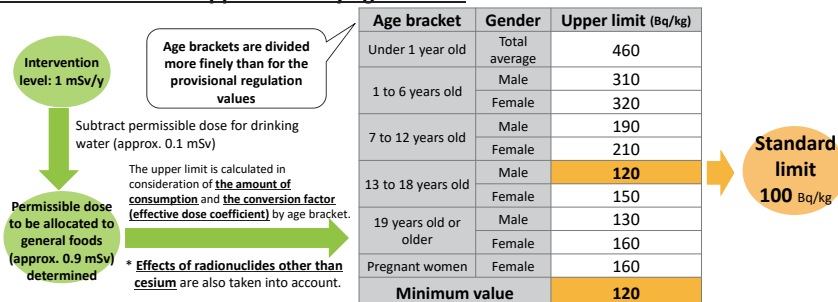 Age brackets are divided
more finely than for the
provisional regulation
values
Intervention
level: 1 mSv/y
Subtract permissible dose for drinking
water (approx. 0.1 mSv)
The upper limit is calculated in
consideration of the amount of
consumption and the conversion factor
(effective dose coefficient) by age bracket.
Permissible dose
to be allocated to
general foods
(approx. 0.9 mSv)
determined
* Effects of radionuclides other than
cesium are also taken into account.
Age bracket Gender Upper limit (Bq/kg)
Under 1 year old Total average 460
1 to 6 years old Male 310
Female 320
7 to 12 years old Male 190
Female 210
13 to 18 years old Male 120
Female 150
19 years old or older Male 130
Female 160
Pregnant women Female 160
Minimum value 120
Standard
limit
100 Bq/kg